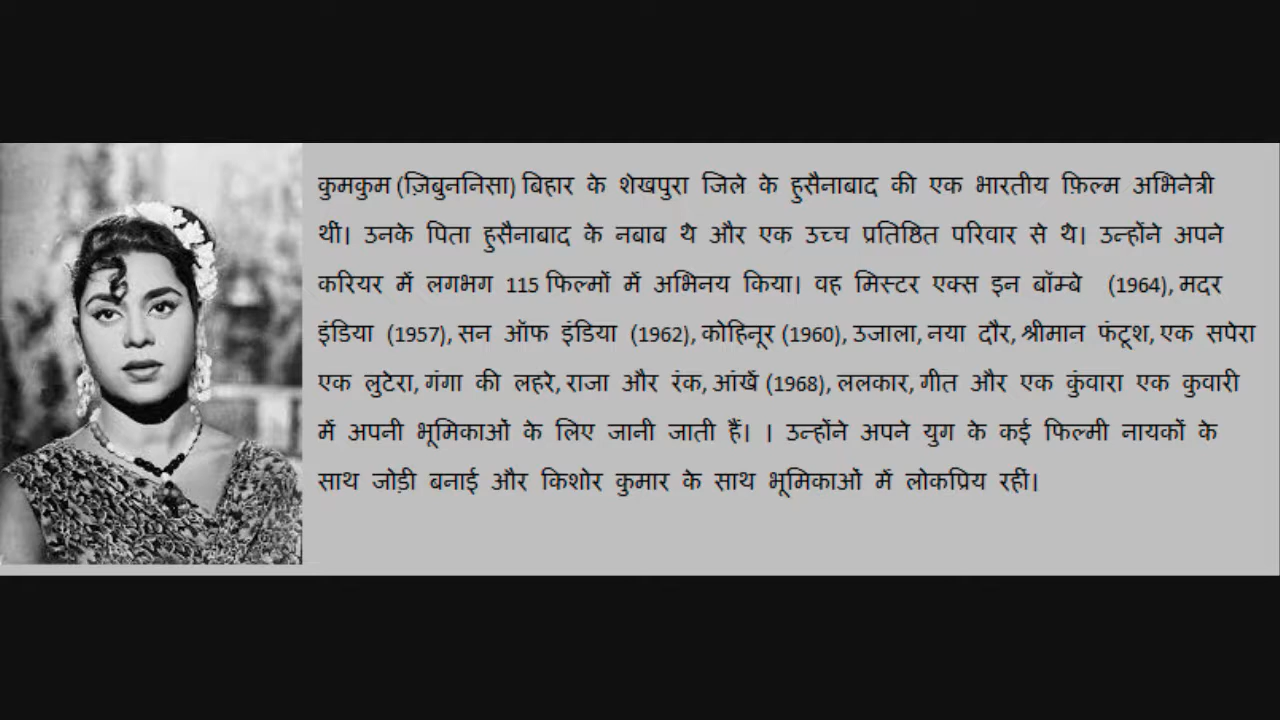 कुमकुम (ज़िबुननिसा) बिहार के शेखपुरा जिले के हुसैनाबाद की एक भारतीय फ़िल्म अभिनेत्री
थीं। उनके पिता हुसैनाबाद के नबाब थे और एक उच्च प्रतिष्ठित परिवार से थे। उन्होंने अपने
करियर में लगभग 115 फिल्मों में अभिनय किया। वह मिस्टर एक्स इन बॉम्बे (1964), मदर
इंडिया (1957), सन ऑफ इंडिया (1962), कोहिनूर (1960), उजाला, नया दौर, श्रीमान फंटूश, एक सपेरा
एक लुटेरा, गंगा की लहरे, राजा और रंक, आंखें (1968), ललकार, गीत और एक कुंवारा एक कुवारी
में अपनी भूमिकाओं के लिए जानी जाती हैं। । उन्होंने अपने युग के कई फिल्मी नायकों के
साथ जोड़ी बनाई और किशोर कुमार के साथ भूमिकाओं में लोकप्रिय रहीं।